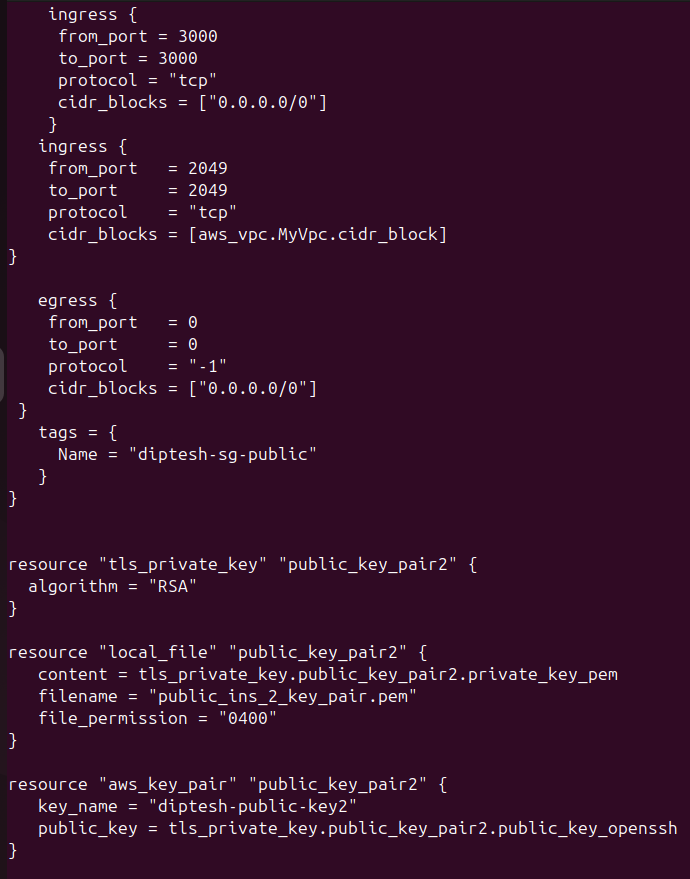 ingress {
from_port = 3000
to_port = 3000
protocol = "tcp"
cidr_blocks = ["0.0.0.0/0"]
}
ingress {
from_port   = 2049
to_port     = 2049
protocol    = "tcp"
cidr_blocks = [aws_vpc.MyVpc.cidr_block]
}
egress {
from_port   = 0
to_port     = 0
protocol    = "-1"
cidr_blocks = ["0.0.0.0/0"]
}
tags = {
Name = "diptesh-sg-public"
}
}
resource "tls_private_key" "public_key_pair2" {
algorithm = "RSA"
}
resource "local_file" "public_key_pair2" {
content = tls_private_key.public_key_pair2.private_key_pem
filename = "public_ins_2_key_pair.pem"
file_permission = "0400"
}
resource "aws_key_pair" "public_key_pair2" {
key_name = "diptesh-public-key2"
public_key = tls_private_key.public_key_pair2.public_key_openssh
}